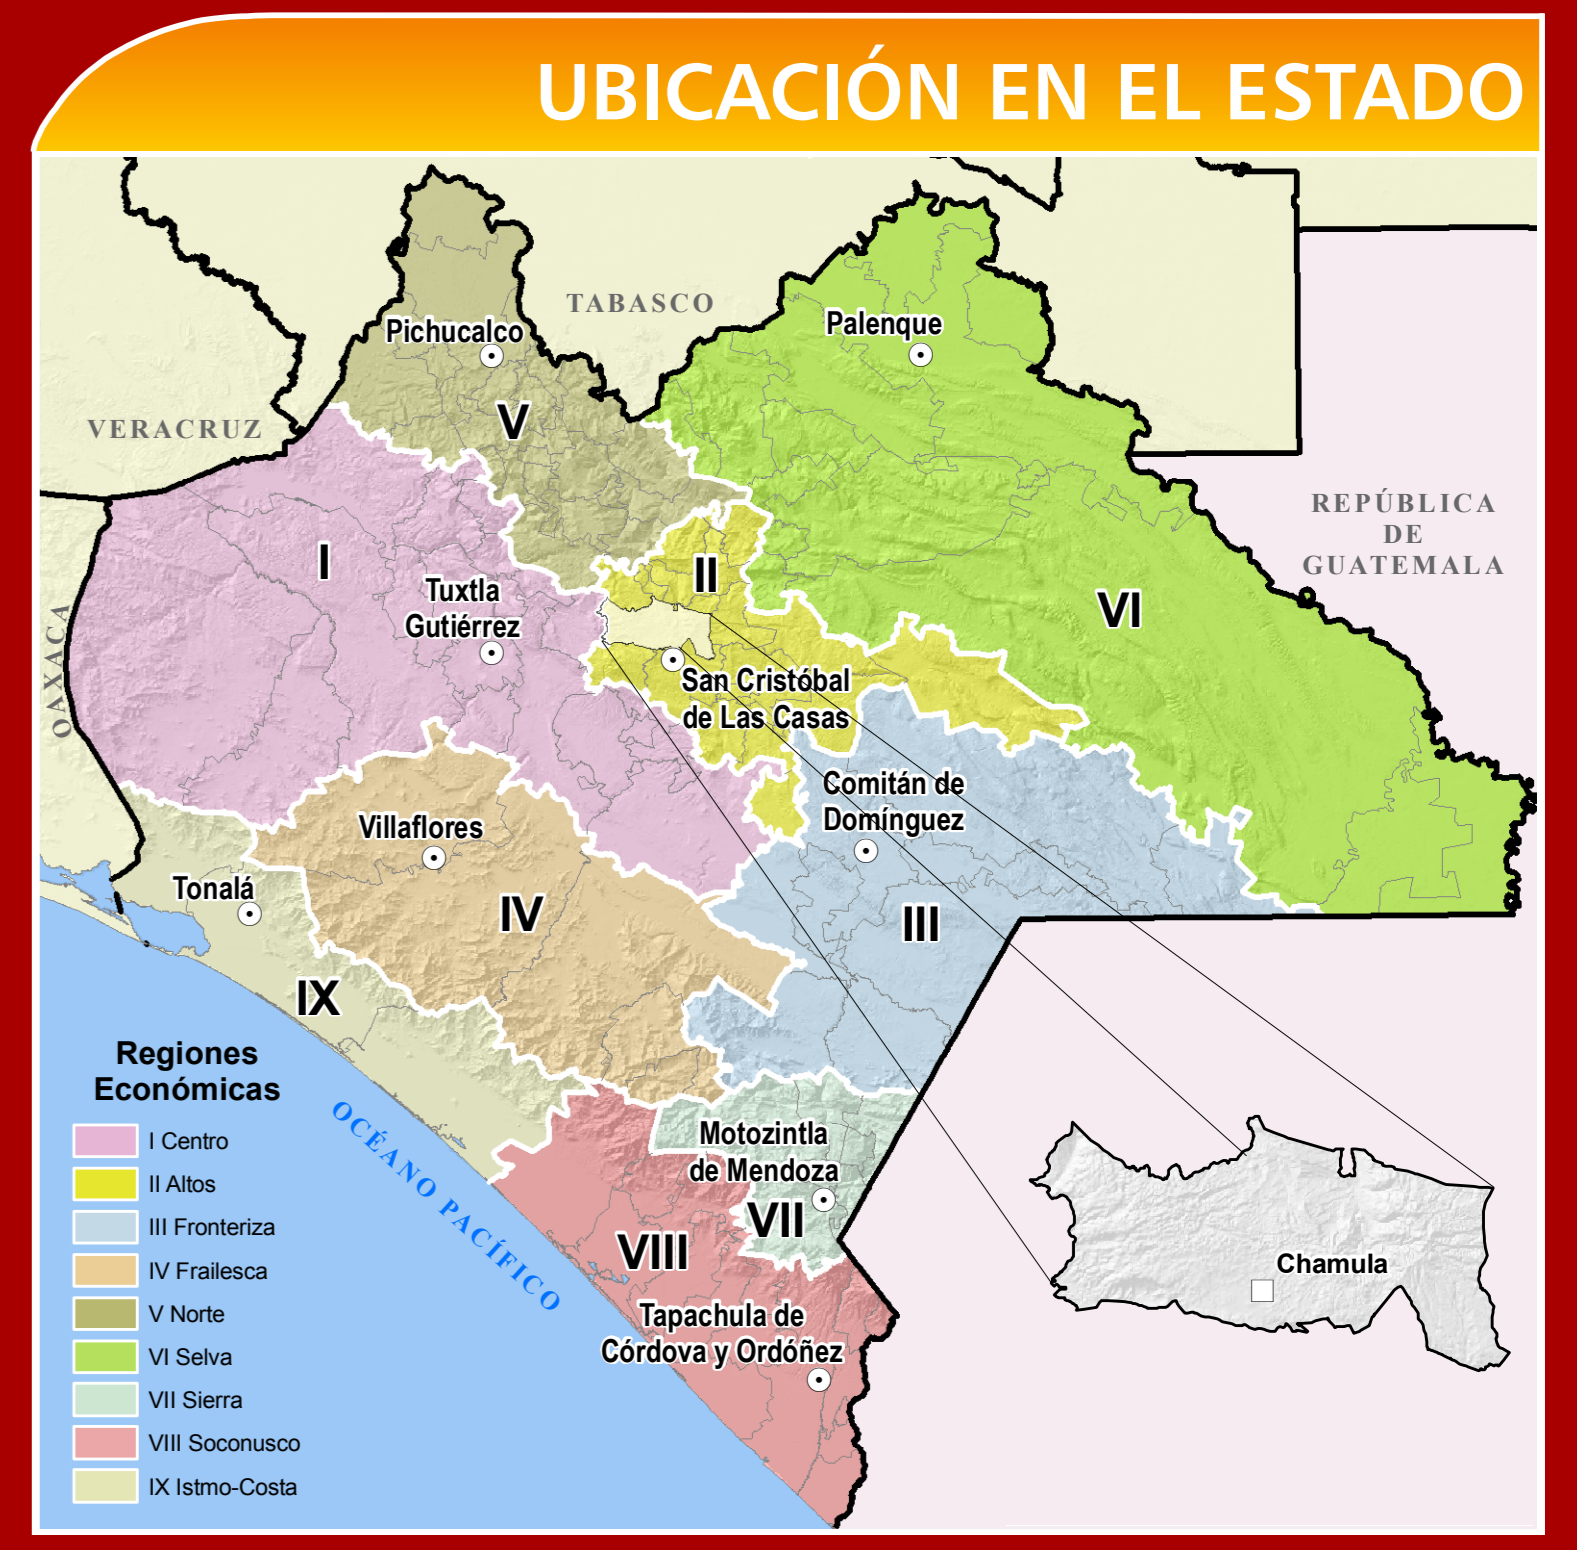 UBICACIÓN EN EL ESTADO
TABASCO
Pichucalco
Palenque
VERACRUZ
V
REPÚBLICA
DE
GUATEMALA
I
II
Tuxtla
Gutiérrez
VI
OAXACA
San Cristóbal
de Las Casas
Comitán de
Domínguez
Villaflores
Tonalá
IV
III
IX
Regiones
Económicas
I Centro
II Altos
III Fronteriza
IV Frailesca
V Norte
VI Selva
VII Sierra
VIII Soconusco
IX Istmo-Costa
OCÉANO PACÍFICO
Motozintla
de Mendoza
VII
VIII
Tapachula de
Córdova y Ordóñez
Chamula